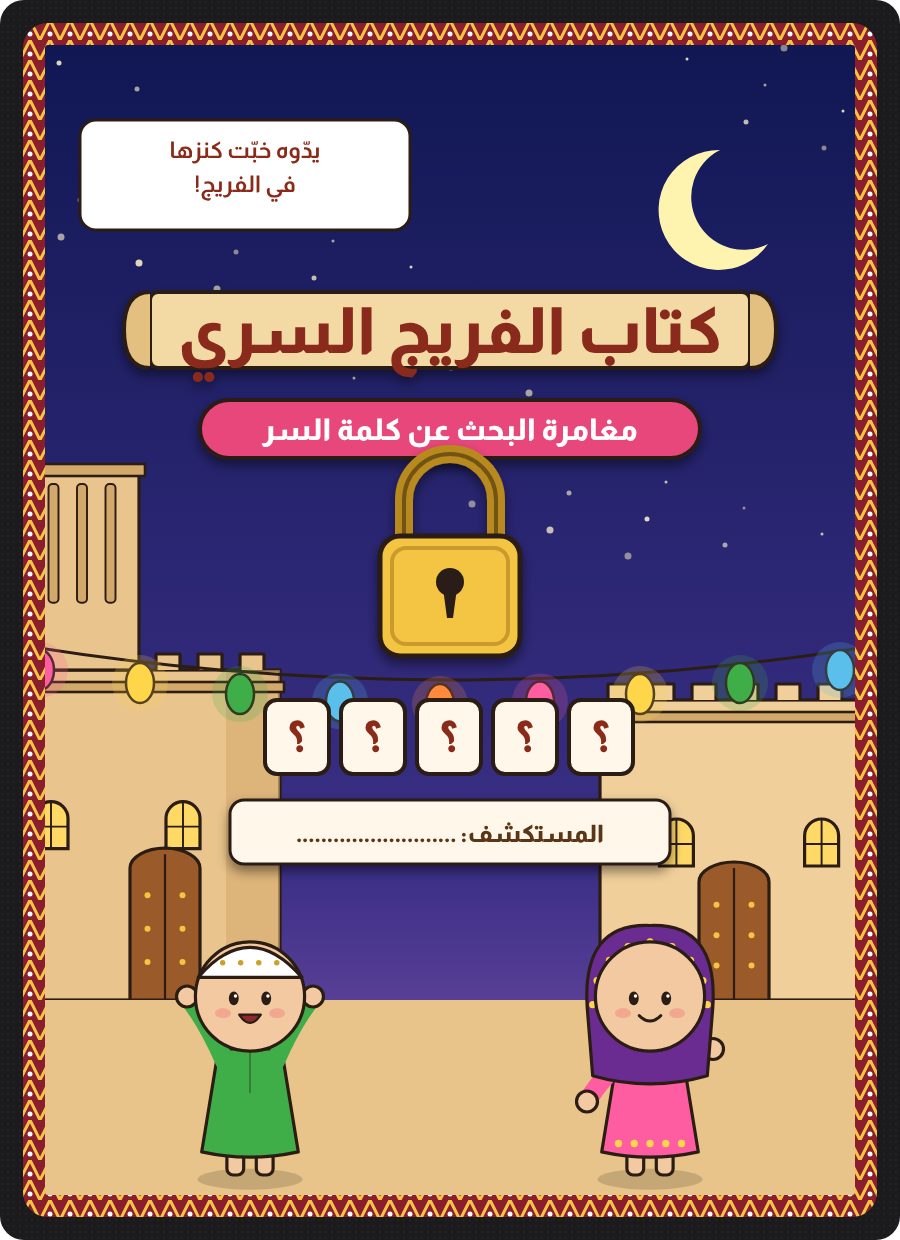 يدّوه خبّت كنزها
في الفريج!
كتاب الفريج السري
مغامرة البحث عن كلمة السر
؟ ؟ ؟ ؟ ؟
المستكشف: ..........................